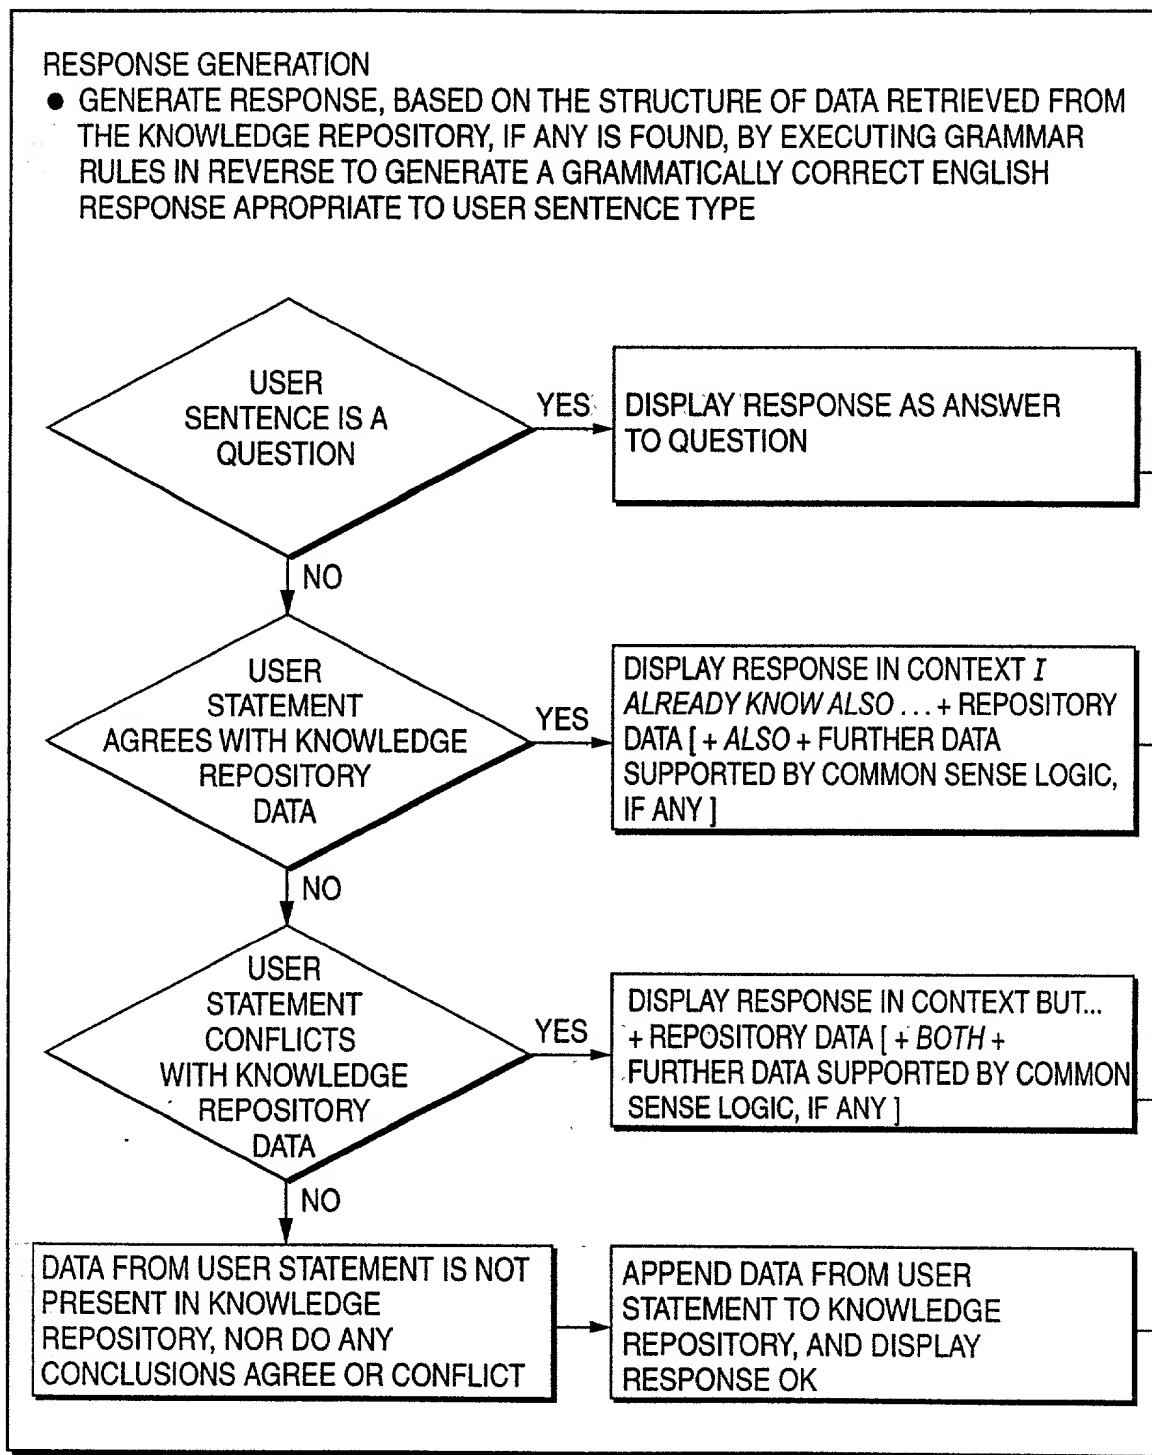 RESPONSE GENERATION
● GENERATE RESPONSE, BASED ON THE STRUCTURE OF DATA RETRIEVED FROM
THE KNOWLEDGE REPOSITORY, IF ANY IS FOUND, BY EXECUTING GRAMMAR
RULES IN REVERSE TO GENERATE A GRAMMATICALLY CORRECT ENGLISH
RESPONSE APROPRIATE TO USER SENTENCE TYPE
USER
SENTENCE IS A
QUESTION
YES
DISPLAY RESPONSE AS ANSWER
TO QUESTION
NO
USER
STATEMENT
AGREES WITH KNOWLEDGE
REPOSITORY
DATA
YES
DISPLAY RESPONSE IN CONTEXT I
ALREADY KNOW ALSO ... + REPOSITORY
DATA [ + ALSO + FURTHER DATA
SUPPORTED BY COMMON SENSE LOGIC,
IF ANY ]
NO
USER
STATEMENT
CONFLICTS
WITH KNOWLEDGE
REPOSITORY
DATA
YES
DISPLAY RESPONSE IN CONTEXT BUT...
+ REPOSITORY DATA [ + BOTH +
FURTHER DATA SUPPORTED BY COMMON
SENSE LOGIC, IF ANY ]
NO
DATA FROM USER STATEMENT IS NOT
PRESENT IN KNOWLEDGE
REPOSITORY, NOR DO ANY
CONCLUSIONS AGREE OR CONFLICT
APPEND DATA FROM USER
STATEMENT TO KNOWLEDGE
REPOSITORY, AND DISPLAY
RESPONSE OK